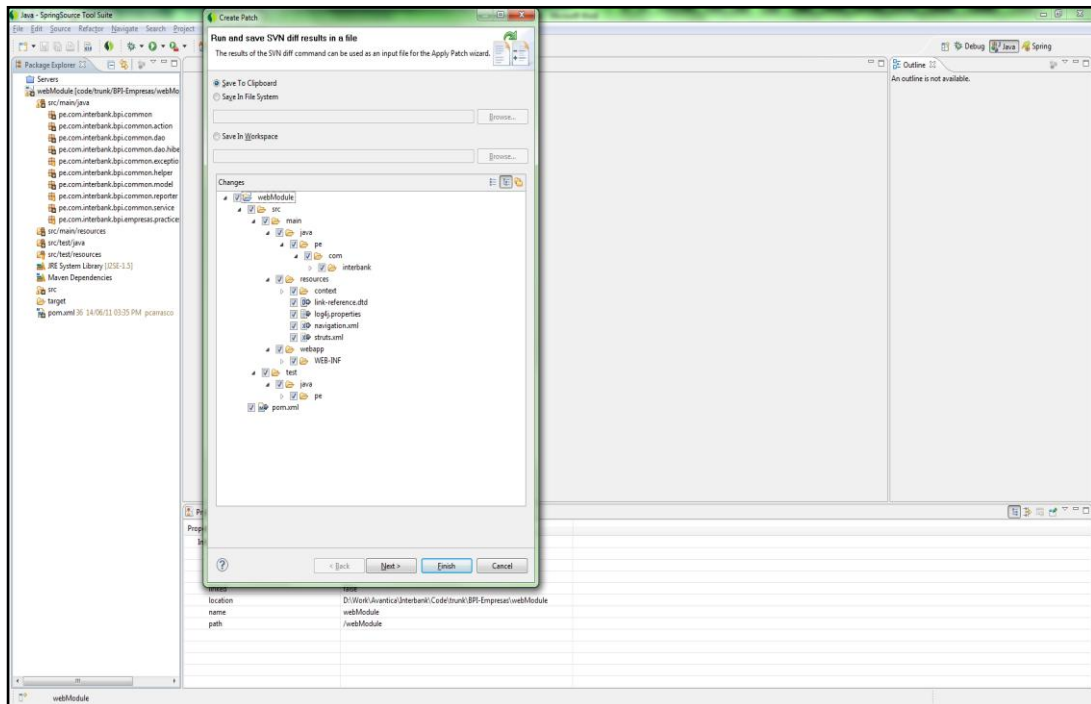 Java - SpringSource Tool Suite
File Edit Source Refactor Navigate Search Project
Debug Java Spring
Package Explorer
Servers
webModule [code/trunk/BPI-Empresas/webMo
src/main/java
pe.com.interbank.bpi.common
pe.com.interbank.bpi.common.action
pe.com.interbank.bpi.common.dao
pe.com.interbank.bpi.common.dao.hibe
pe.com.interbank.bpi.common.exceptio
pe.com.interbank.bpi.common.helper
pe.com.interbank.bpi.common.model
pe.com.interbank.bpi.common.reporter
pe.com.interbank.bpi.common.service
pe.com.interbank.bpi.empresas.practice
src/main/resources
src/test/java
src/test/resources
JRE System Library [J2SE-1.5]
Maven Dependencies
src
target
pom.xml 36 14/06/11 03:35 PM pcarrasco
Create Patch
Run and save SVN diff results in a file
The results of the SVN diff command can be used as an input file for the Apply Patch wizard.
Save To Clipboard
Save In File System
Browse...
Save In Workspace
Browse...
Changes
webModule
src
main
java
pe
com
interbank
resources
context
link-reference.dtd
log4j.properties
navigation.xml
struts.xml
webapp
WEB-INF
test
java
pe
pom.xml
< Back Next > Finish Cancel
Outline
An outline is not available.
linked false
location D:\Work\Avantica\Interbank\Code\trunk\BPI-Empresas\webModule
name webModule
path /webModule
webModule